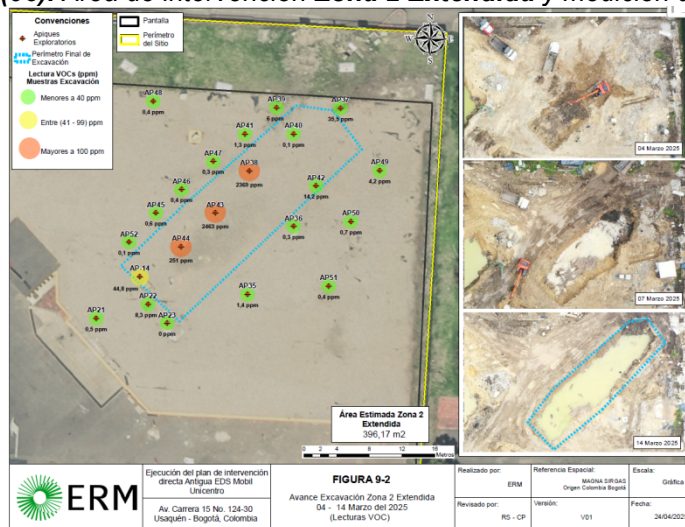 Área de intervención Zona 2 Extendida y medición
Convenciones
Apiques
Exploratorios
Perímetro Final de
Excavación
Lectura VOCs (ppm)
Muestras Excavación
Menores a 40 ppm
Entre (41 - 99) ppm
Mayores a 100 ppm
Pantalla
Perímetro
del Sitio
N
W
E
S
AP48
0,4 ppm
AP39
6 ppm
AP37
35,5 ppm
AP41
1,3 ppm
AP40
0,1 ppm
AP47
0,3 ppm
AP38
2369 ppm
AP49
4,2 ppm
AP46
0,4 ppm
AP42
14,2 ppm
AP45
0,6 ppm
AP43
2463 ppm
AP36
0,3 ppm
AP50
0,7 ppm
AP52
0,1 ppm
AP44
251 ppm
AP-14
44,8 ppm
AP35
1,4 ppm
AP51
0,4 ppm
AP22
6,3 ppm
AP21
0,5 ppm
AP23
0 ppm
Área Estimada Zona 2
Extendida
396,17 m2
0 2 4 8 12 16
Metros
04 Marzo 2025
07 Marzo 2025
14 Marzo 2025
ERM
Ejecución del plan de intervención
directa Antigua EDS Mobil
Unicentro
Av. Carrera 15 No. 124-30
Usaquén - Bogotá, Colombia
FIGURA 9-2
Avance Excavación Zona 2 Extendida
04 - 14 Marzo del 2025
(Lecturas VOC)
Realizado por:
ERM
Referencia Espacial:
MAGNA SIRGAS
Origen Colombia Bogotá
Escala:
Gráfica
Revisado por:
RS - CP
Versión:
V01
Fecha:
24/04/2025